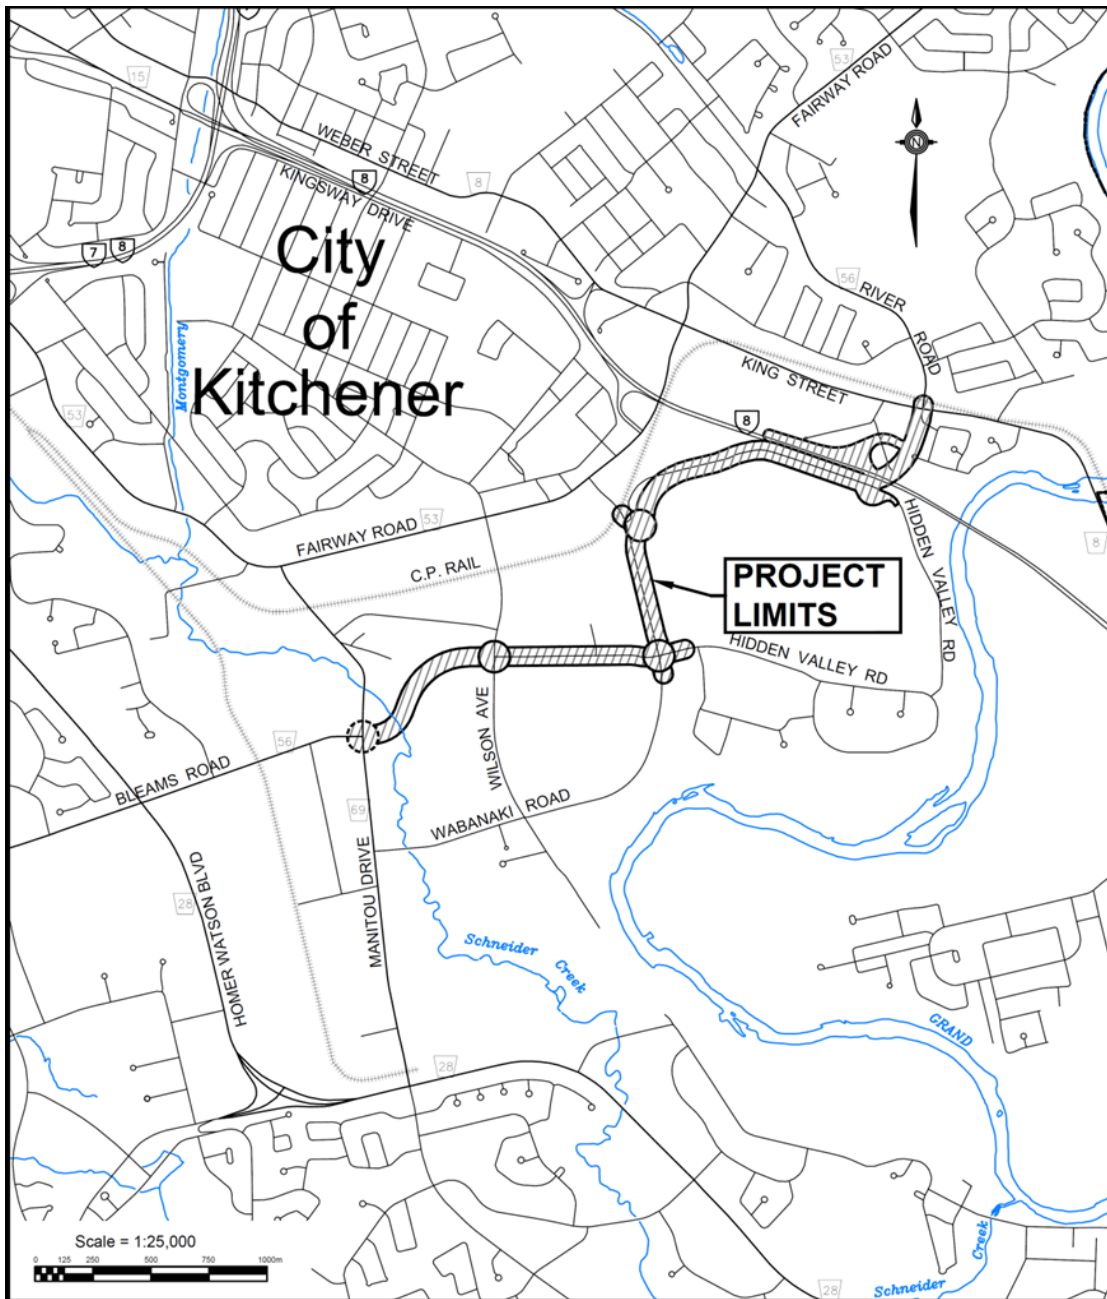 15
53
FAIRWAY ROAD
N
WEBER STREET
KINGSWAY DRIVE
8
8
7
8
City
of
Kitchener
56
RIVER
ROAD
Montgomery
KING STREET
8
53
53
FAIRWAY ROAD
C.P. RAIL
HIDDEN VALLEY RD
8
PROJECT
LIMITS
HIDDEN VALLEY RD
56
BLEAMS ROAD
WILSON AVE
WABANAKI ROAD
69
MANITOU DRIVE
28
HOMER WATSON BLVD
Schneider
Creek
GRAND
28
Scale = 1:25,000
0 125 250 500 750 1000m
28
Schneider
Creek